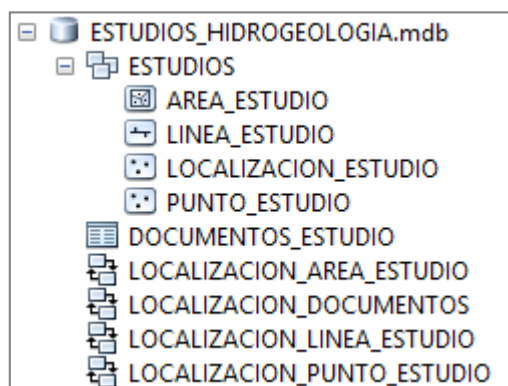 ESTUDIOS_HIDROGEOLOGIA.mdb
ESTUDIOS
AREA_ESTUDIO
LINEA_ESTUDIO
LOCALIZACION_ESTUDIO
PUNTO_ESTUDIO
DOCUMENTOS_ESTUDIO
LOCALIZACION_AREA_ESTUDIO
LOCALIZACION_DOCUMENTOS
LOCALIZACION_LINEA_ESTUDIO
LOCALIZACION_PUNTO_ESTUDIO